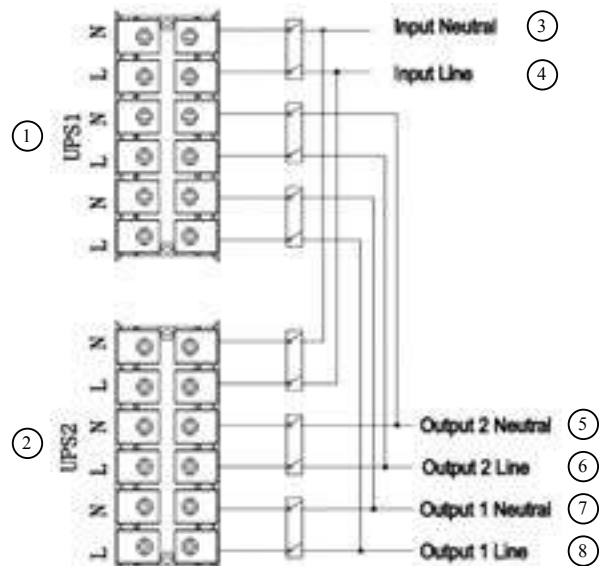 N
Input Neutral 3
L
Input Line 4
N
1 UPS1
L
N
L
N
L
N
Output 2 Neutral 5
2 UPS2
L
Output 2 Line 6
N
Output 1 Neutral 7
L
Output 1 Line 8